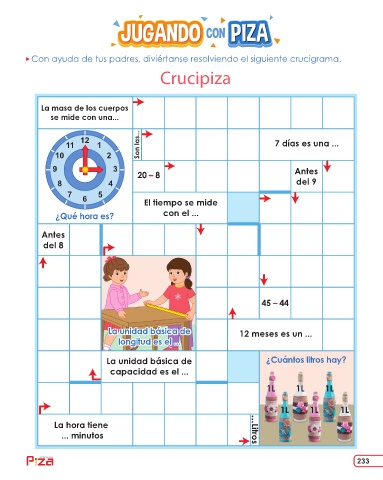 JUGANDO CON PIZA
Con ayuda de tus padres, diviértanse resolviendo el siguiente crucigrama.
Crucipiza
La masa de los cuerpos
se mide con una...
12
1
2
3
4
5
6
7
8
9
10
11
¿Qué hora es?
Son las...
7 días es una ...
20 – 8
Antes
del 9
El tiempo se mide
con el ...
Antes
del 8
La unidad básica de
longitud es el ...
45 – 44
12 meses es un ...
La unidad básica de
capacidad es el ...
¿Cuántos litros hay?
1L 1L 1L
1L 1L 1L 1L
La hora tiene
... minutos
...Litros
Piza
233